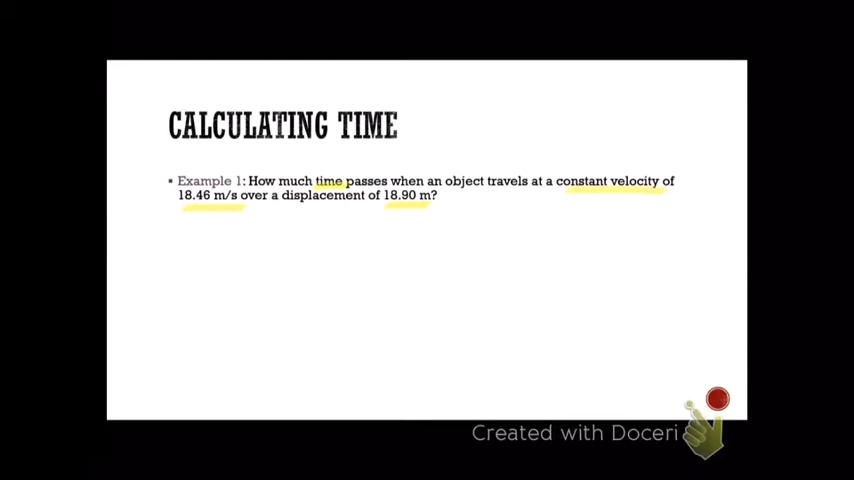 CALCULATING TIME
▪ Example 1: How much time passes when an object travels at a constant velocity of
18.46 m/s over a displacement of 18.90 m?
Created with Doceri